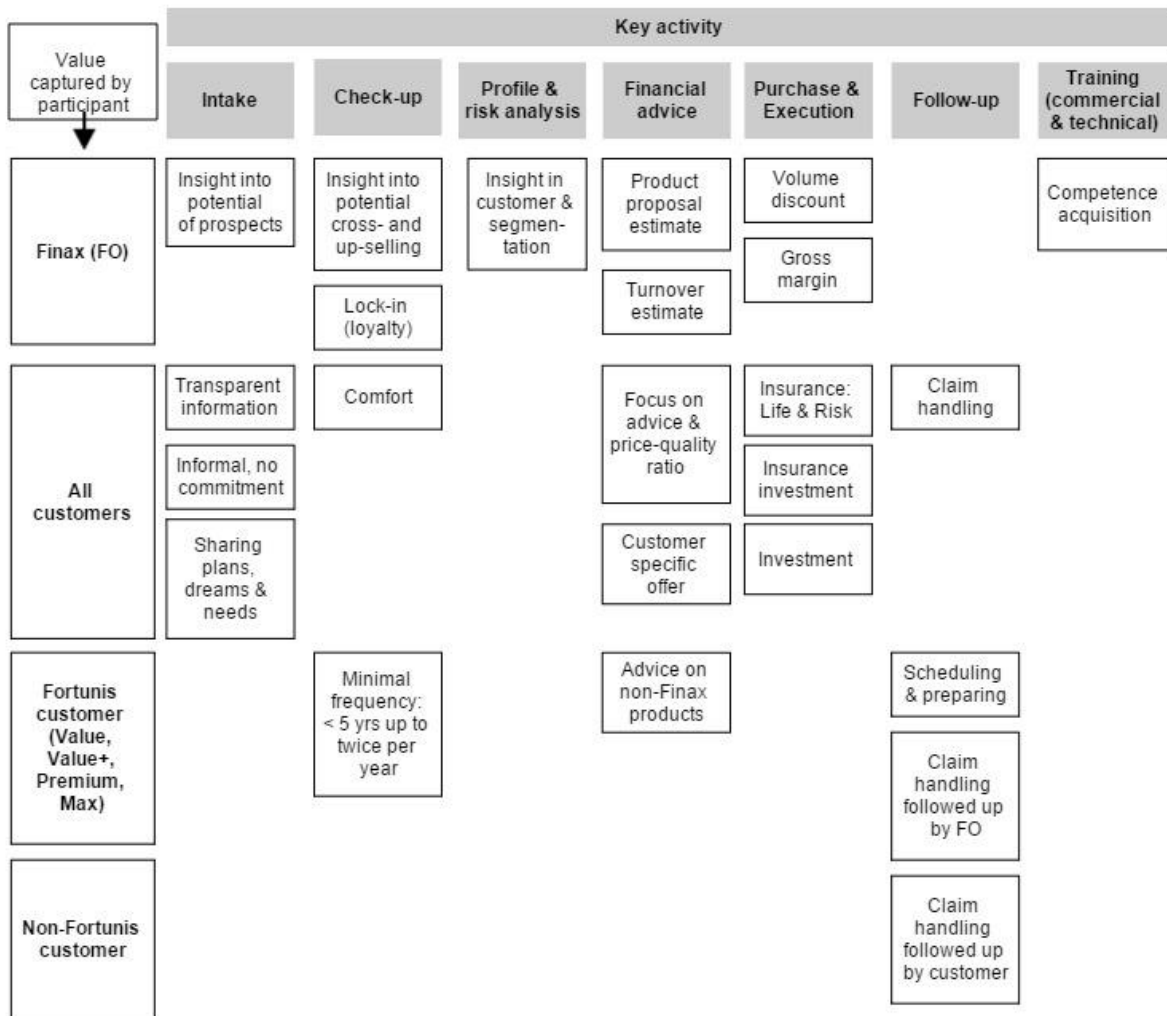 Key activity
Value
captured by
participant
Intake
Check-up
Profile &
risk analysis
Financial
advice
Purchase &
Execution
Follow-up
Training
(commercial
& technical)
Finax (FO)
Insight into
potential
of prospects
Insight into
potential
cross- and
up-selling
Lock-in
(loyalty)
Insight in
customer &
segmen-
tation
Product
proposal
estimate
Turnover
estimate
Volume
discount
Gross
margin
Competence
acquisition
All
customers
Transparent
information
Informal, no
commitment
Sharing
plans,
dreams &
needs
Comfort
Focus on
advice &
price-quality
ratio
Customer
specific
offer
Insurance:
Life & Risk
Insurance
investment
Investment
Claim
handling
Fortunis
customer
(Value,
Value+,
Premium,
Max)
Minimal
frequency:
< 5 yrs up to
twice per
year
Advice on
non-Finax
products
Scheduling
& preparing
Claim
handling
followed up
by FO
Non-Fortunis
customer
Claim
handling
followed up
by customer